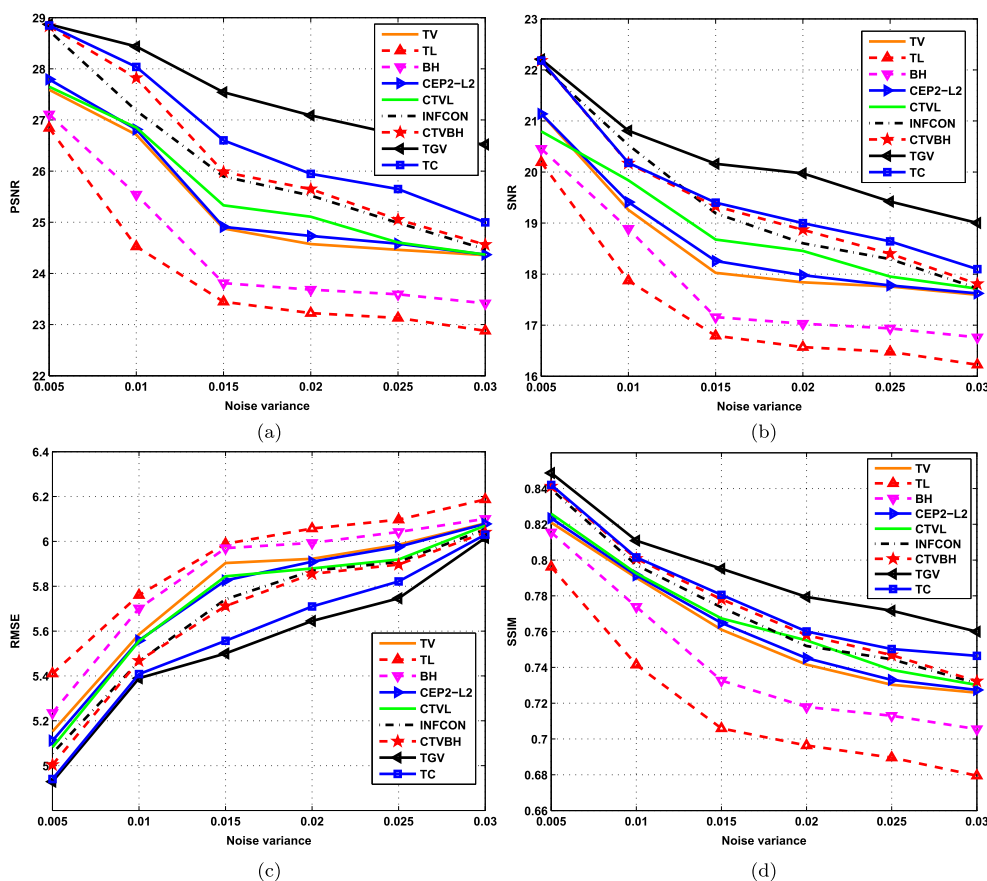 29
28
27
26
25
24
23
22
PSNR
0.005 0.01 0.015 0.02 0.025 0.03
Noise variance
TV
TL
BH
CEP2-L2
CTVL
INFCON
CTVBH
TGV
TC
(a)
23
22
21
20
19
18
17
16
SNR
0.005 0.01 0.015 0.02 0.025 0.03
Noise variance
TV
TL
BH
CEP2-L2
CTVL
INFCON
CTVBH
TGV
TC
(b)
6.4
6.2
6
5.8
5.6
5.4
5.2
5
RMSE
0.005 0.01 0.015 0.02 0.025 0.03
Noise variance
TV
TL
BH
CEP2-L2
CTVL
INFCON
CTVBH
TGV
TC
(c)
0.84
0.82
0.8
0.78
0.76
0.74
0.72
0.7
0.68
0.66
SSIM
0.005 0.01 0.015 0.02 0.025 0.03
Noise variance
TV
TL
BH
CEP2-L2
CTVL
INFCON
CTVBH
TGV
TC
(d)